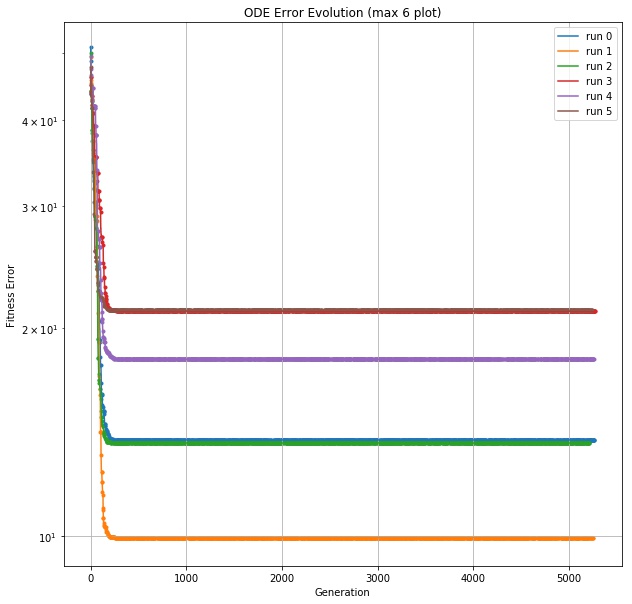 ODE Error Evolution (max 6 plot)
run 0
run 1
run 2
run 3
run 4
run 5
4 × 10¹
3 × 10¹
2 × 10¹
10¹
Fitness Error
0 1000 2000 3000 4000 5000
Generation